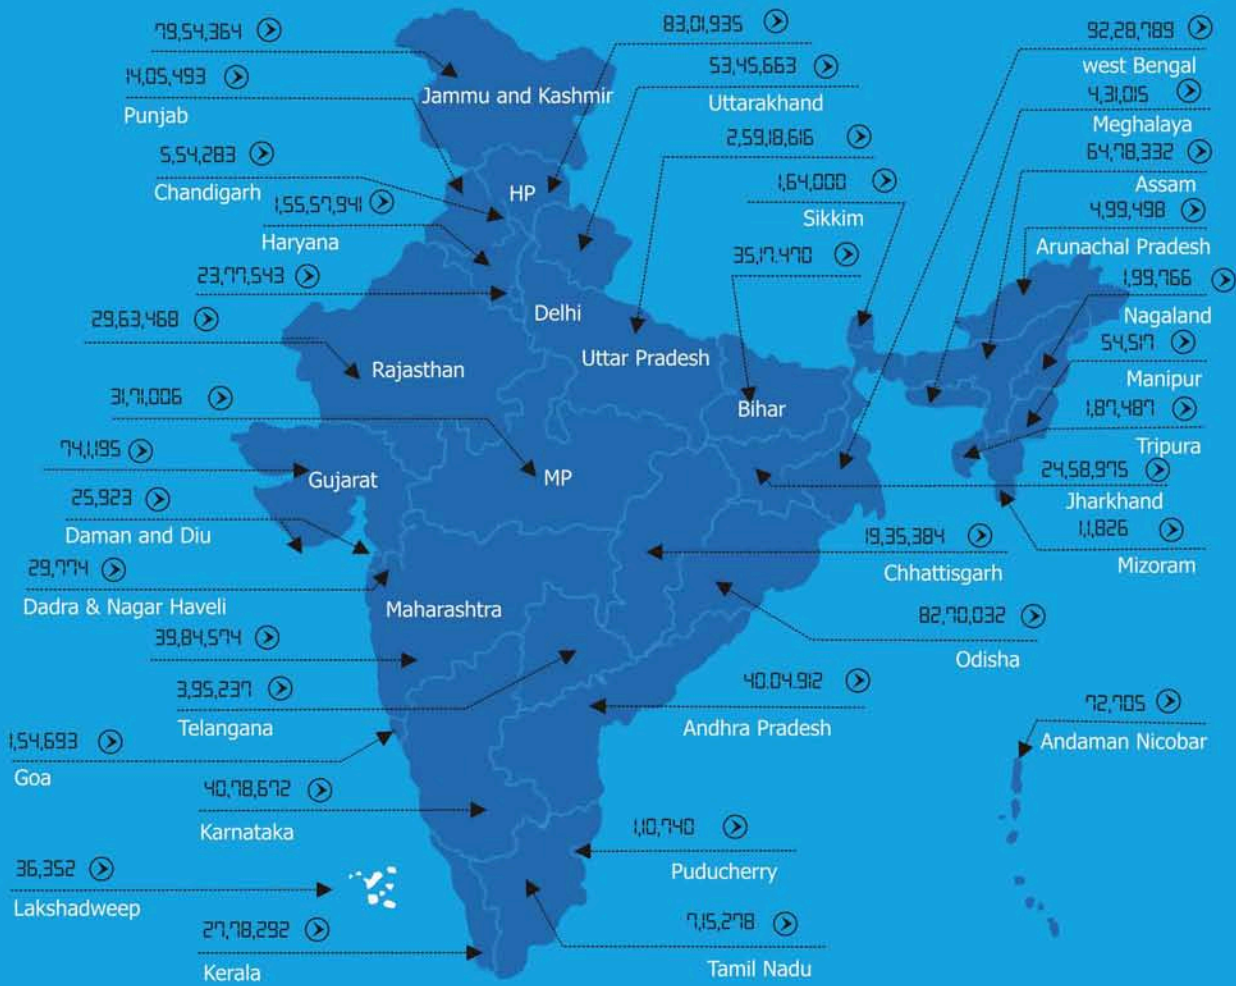 79,54,364
83,01,935
92,28,789
west Bengal
14,05,493
Punjab
53,45,663
Uttarakhand
4,31,015
Meghalaya
Jammu and Kashmir
5,54,283
Chandigarh
2,59,18,616
64,78,332
Assam
HP
1,64,000
Sikkim
1,55,57,941
Haryana
4,99,498
Arunachal Pradesh
35,17.470
23,77,543
1,99,766
Nagaland
Delhi
29,63,468
Rajasthan
Uttar Pradesh
54,517
Manipur
31,71,006
Bihar
1,87,487
Tripura
74,1,195
Gujarat
MP
24,58,975
Jharkhand
25,923
Daman and Diu
19,35,384
Chhattisgarh
1,1,826
Mizoram
29,774
Dadra & Nagar Haveli
Maharashtra
82,70,032
Odisha
39,84,574
3,95,237
Telangana
40.04.912
Andhra Pradesh
72,705
Andaman Nicobar
1,54,693
Goa
40,78,672
Karnataka
1,10,740
Puducherry
36,352
Lakshadweep
7,15,278
Tamil Nadu
27,78,292
Kerala